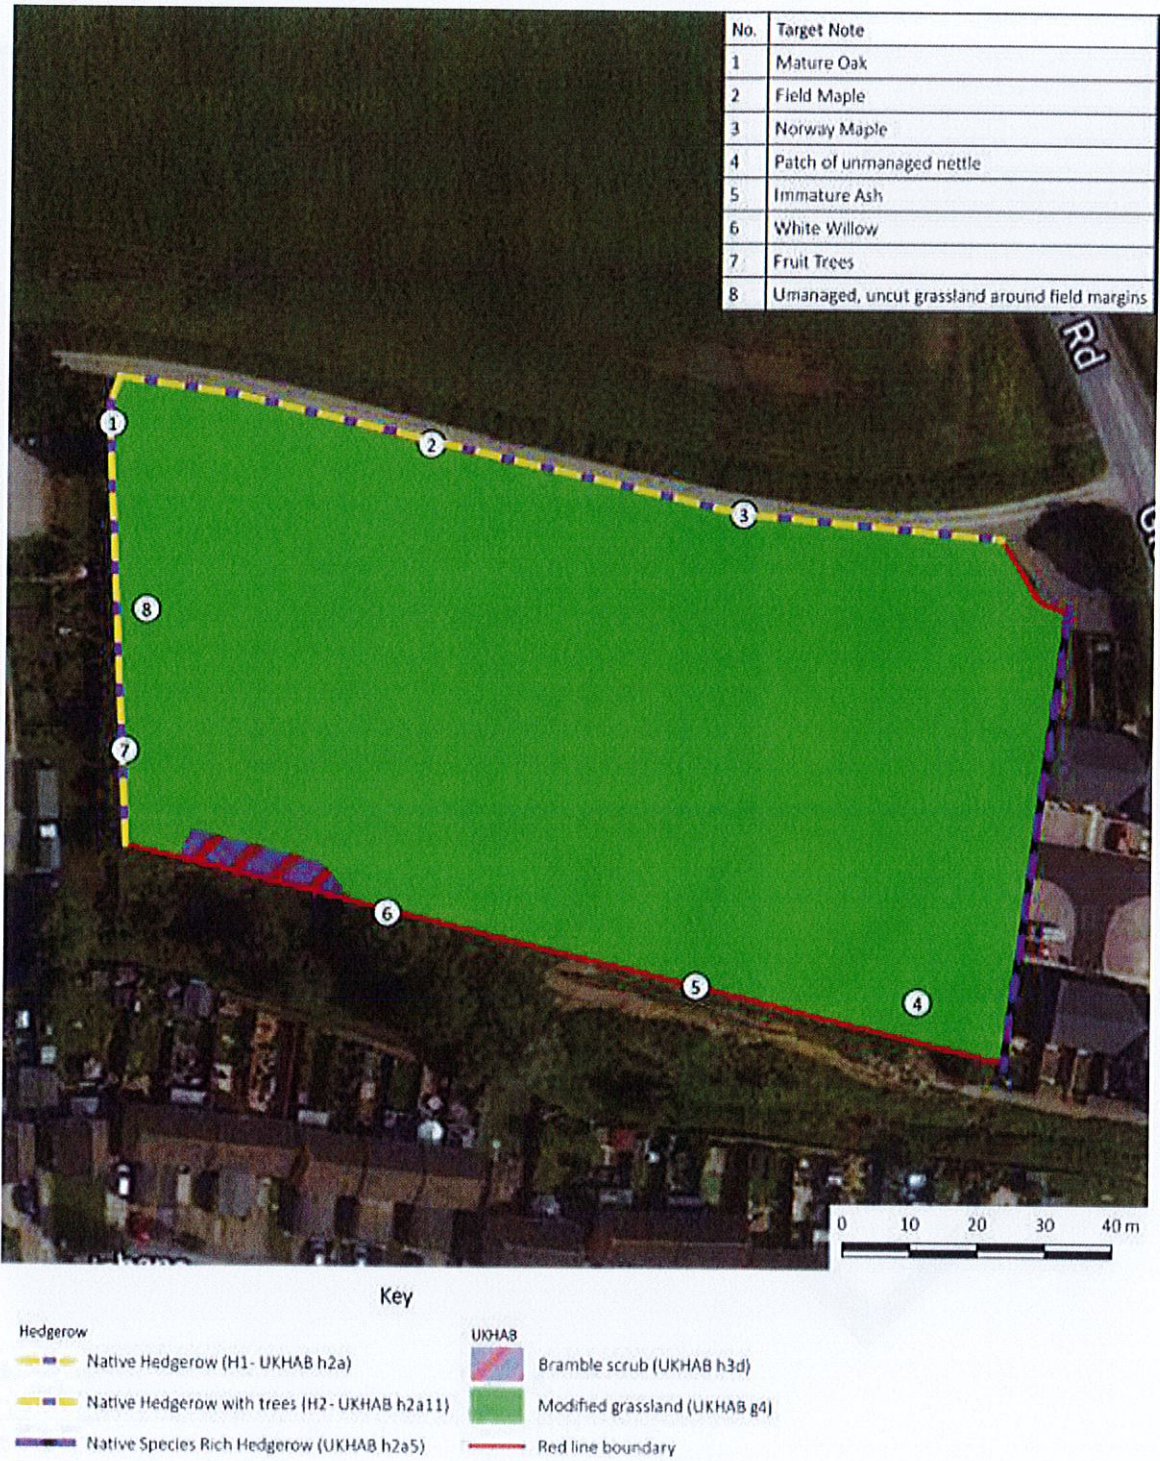 No. Target Note
1 Mature Oak
2 Field Maple
3 Norway Maple
4 Patch of unmanaged nettle
5 Immature Ash
6 White Willow
7 Fruit Trees
8 Umanaged, uncut grassland around field margins
Rd
1
2
3
8
7
6
5
4
0 10 20 30 40 m
Key
Hedgerow
Native Hedgerow (H1- UKHAB h2a)
Native Hedgerow with trees (H2- UKHAB h2a11)
Native Species Rich Hedgerow (UKHAB h2a5)
UKHAB
Bramble scrub (UKHAB h3d)
Modified grassland (UKHAB g4)
Red line boundary